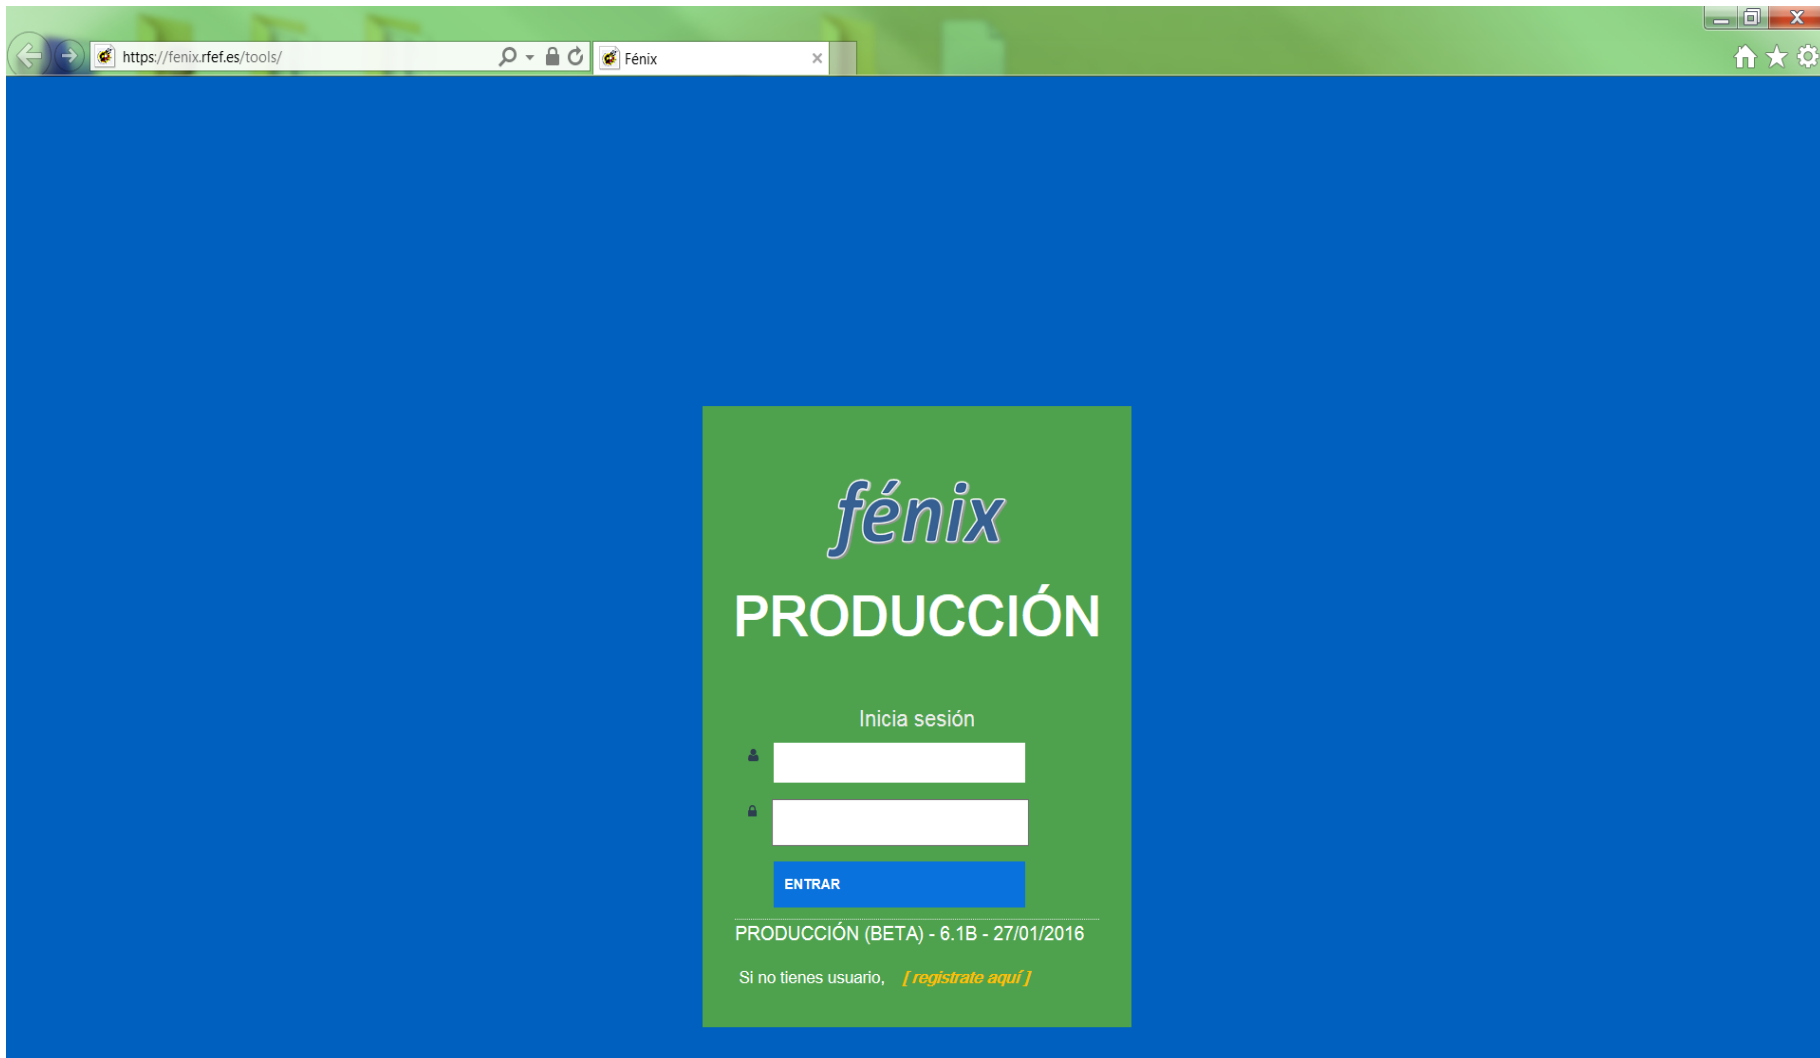 https://fenix.rfef.es/tools/
Fénix
fénix
PRODUCCIÓN
Inicia sesión
ENTRAR
PRODUCCIÓN (BETA) - 6.1B - 27/01/2016
Si no tienes usuario, [ registrate aquí ]